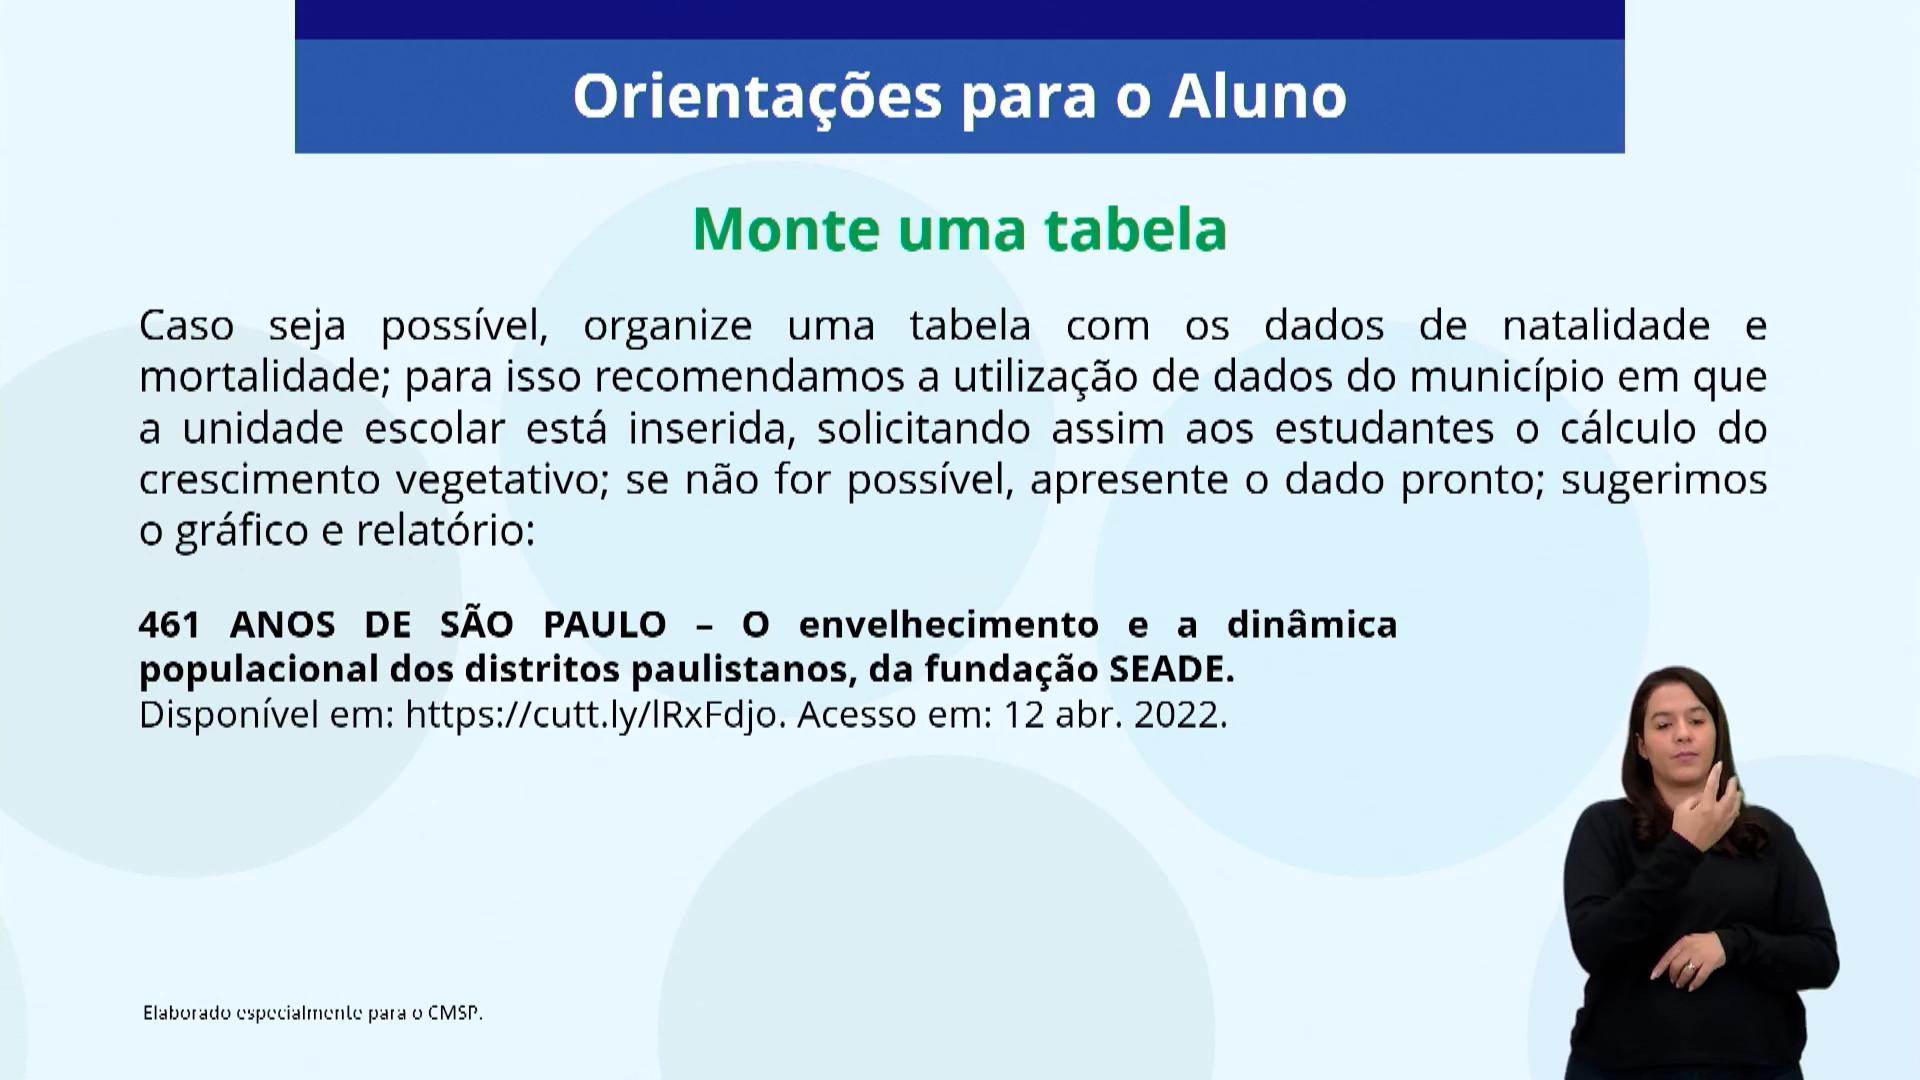 Orientações para o Aluno
Monte uma tabela
Caso seja possível, organize uma tabela com os dados de natalidade e
mortalidade; para isso recomendamos a utilização de dados do município em que
a unidade escolar está inserida, solicitando assim aos estudantes o cálculo do
crescimento vegetativo; se não for possível, apresente o dado pronto; sugerimos
o gráfico e relatório:
461 ANOS DE SÃO PAULO – O envelhecimento e a dinâmica
populacional dos distritos paulistanos, da fundação SEADE.
Disponível em: https://cutt.ly/lRxFdjo. Acesso em: 12 abr. 2022.
Elaborado especialmente para o CMSP.